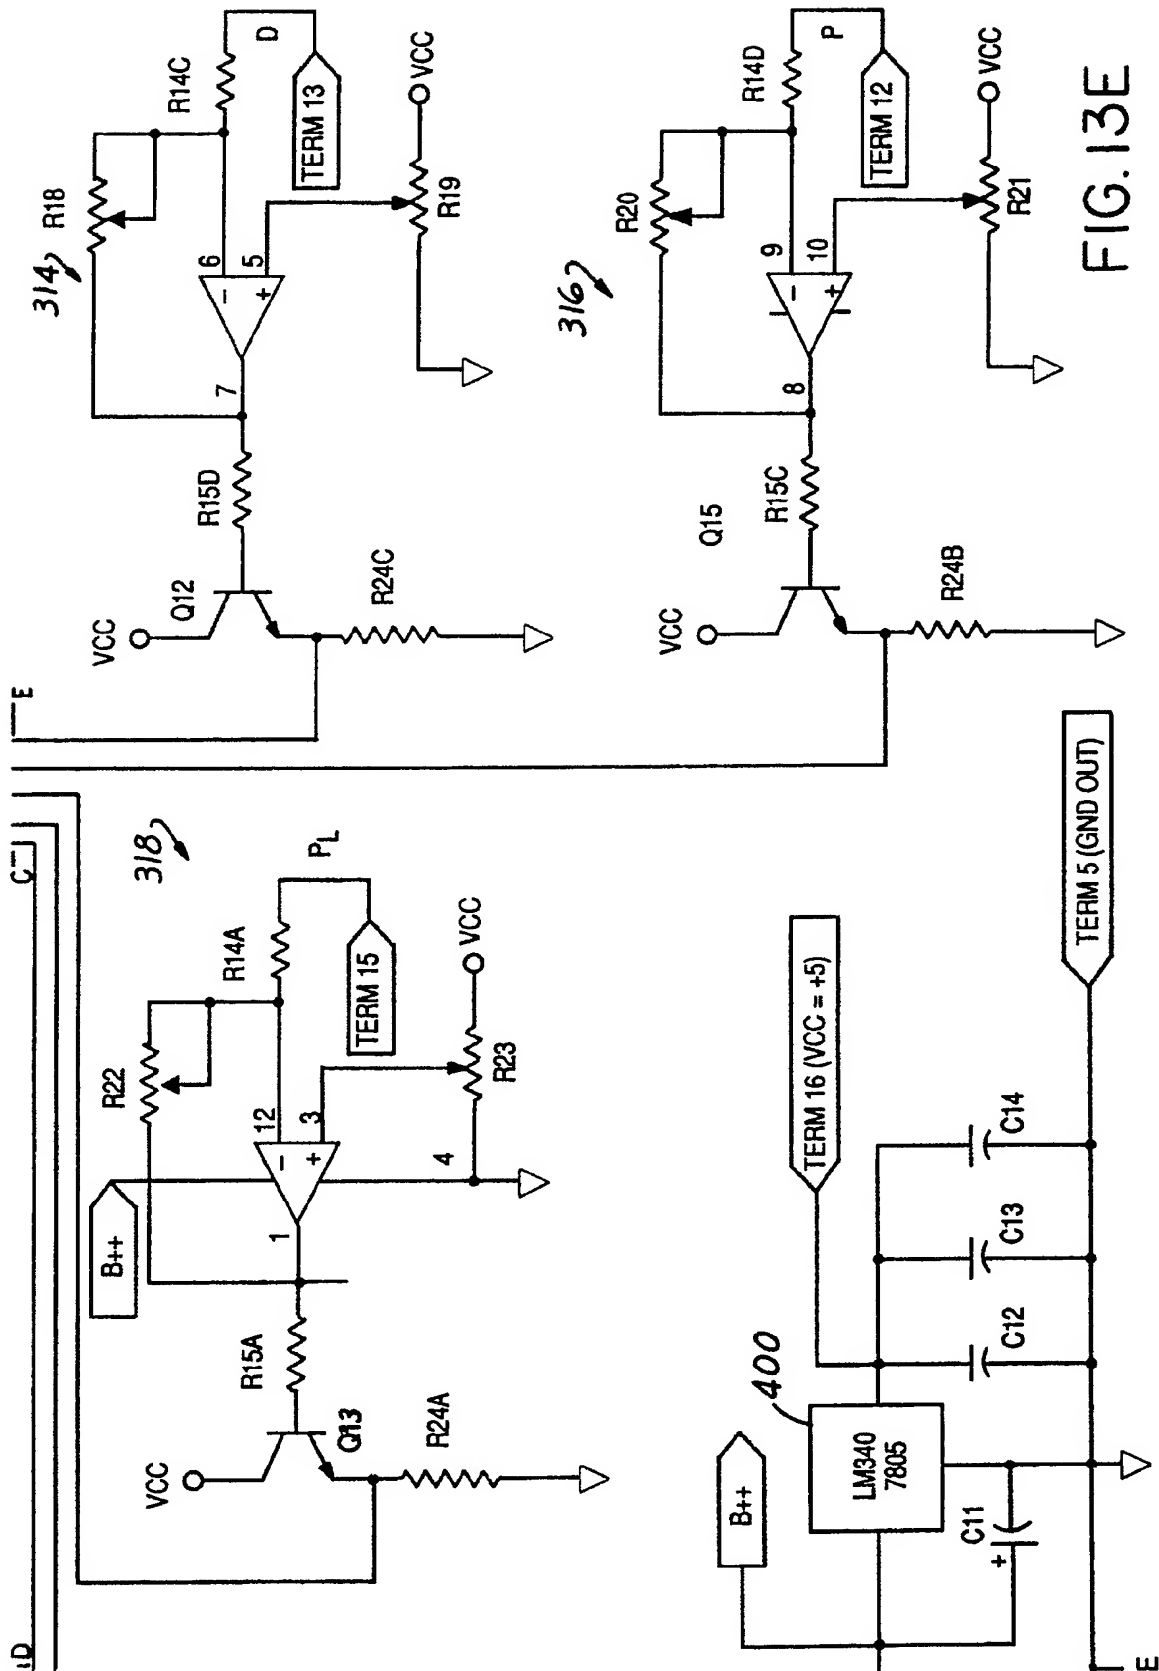 E
314
R18
R14C
D
TERM 13
6
5
7
R19
VCC
R15D
Q12
VCC
R24C
316
R20
R14D
P
TERM 12
9
10
8
R21
VCC
R15C
Q15
VCC
R24B
D
C
318
B++
R22
R14A
PL
TERM 15
12
3
1
4
R23
VCC
R15A
Q13
VCC
R24A
B++
400
LM340
7805
C11
+
TERM 16 (VCC = +5)
C12
C13
C14
TERM 5 (GND OUT)
E
FIG. 13E